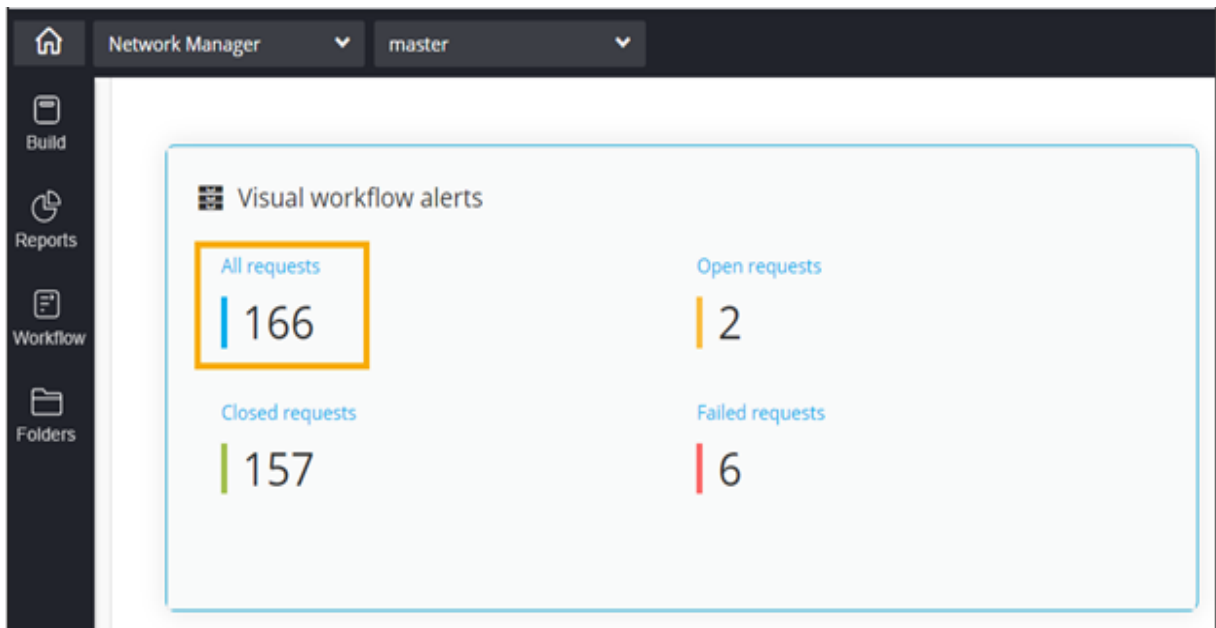 Network Manager
master
Build
Reports
Workflow
Folders
Visual workflow alerts
All requests
166
Open requests
2
Closed requests
157
Failed requests
6